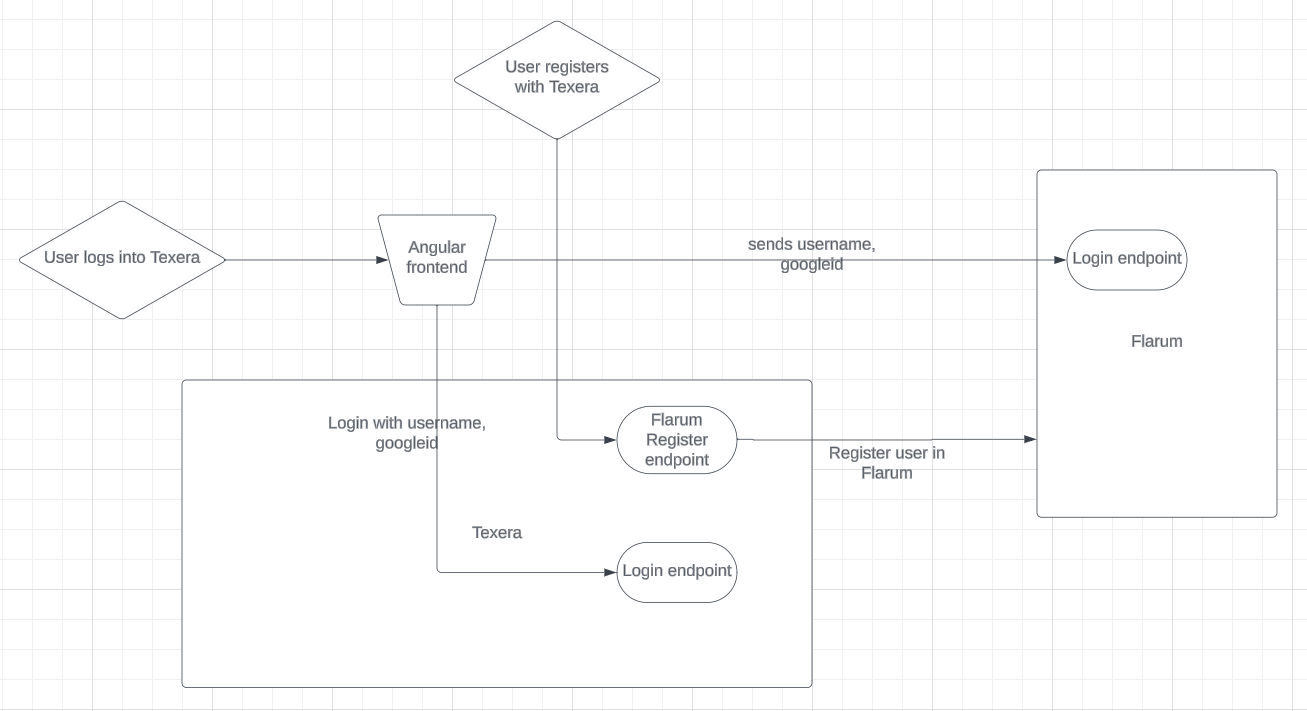 User registers
with Texera
User logs into Texera
Angular
frontend
sends username,
googleid
Login endpoint
Flarum
Login with username,
googleid
Flarum
Register
endpoint
Register user in
Flarum
Texera
Login endpoint